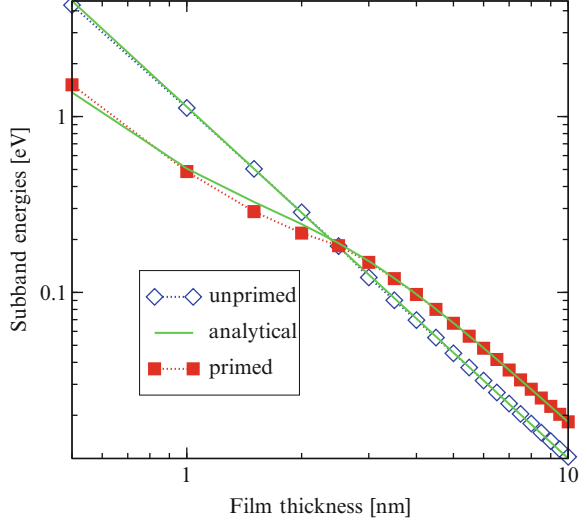 Subband energies [eV]
1
0.1
unprimed
analytical
primed
1
10
Film thickness [nm]